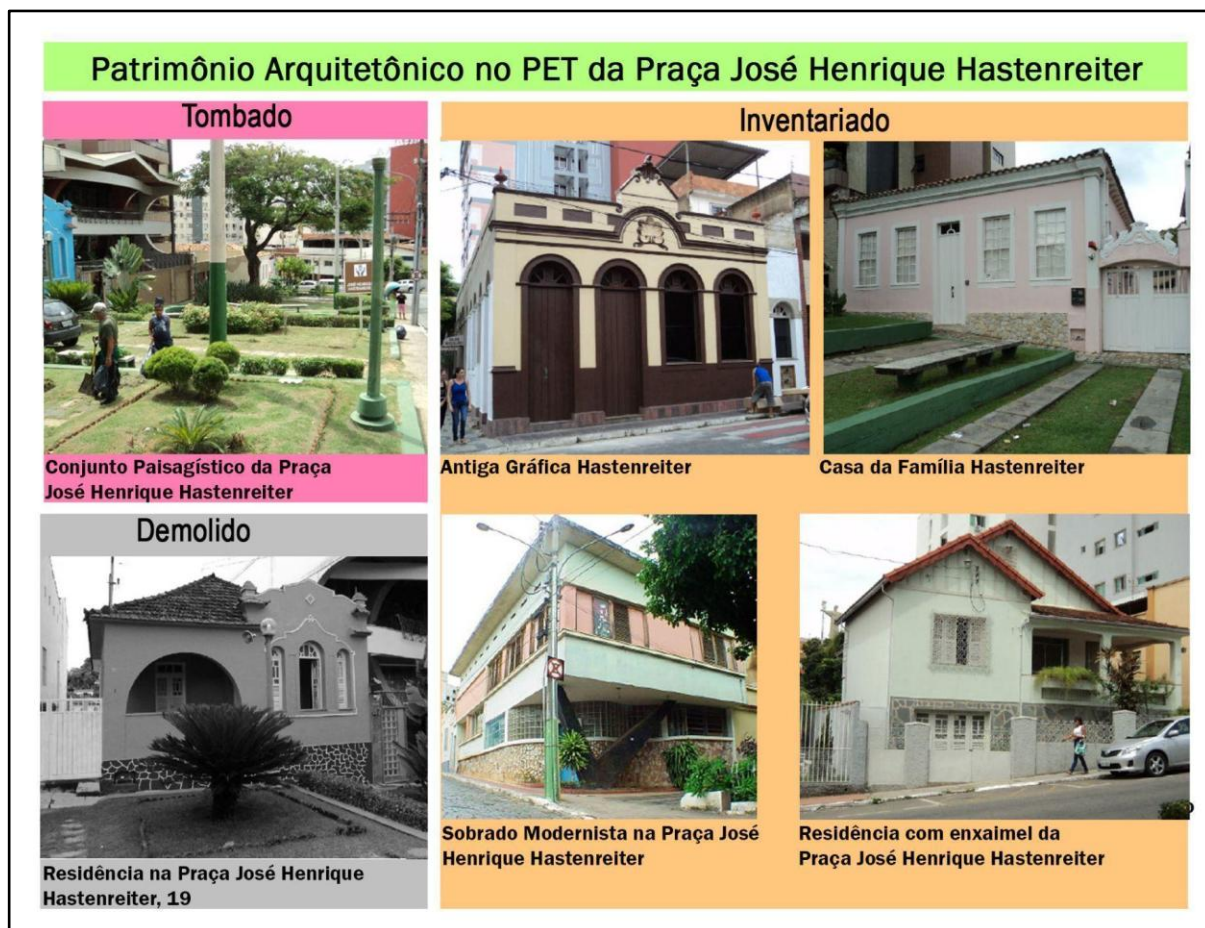 Patrimônio Arquitetônico no PET da Praça José Henrique Hastenreiter
Tombado
Conjunto Paisagístico da Praça
José Henrique Hastenreiter
Inventariado
Antiga Gráfica Hastenreiter
Casa da Família Hastenreiter
Demolido
Residência na Praça José Henrique
Hastenreiter, 19
Sobrado Modernista na Praça José
Henrique Hastenreiter
Residência com enxaimel da
Praça José Henrique Hastenreiter